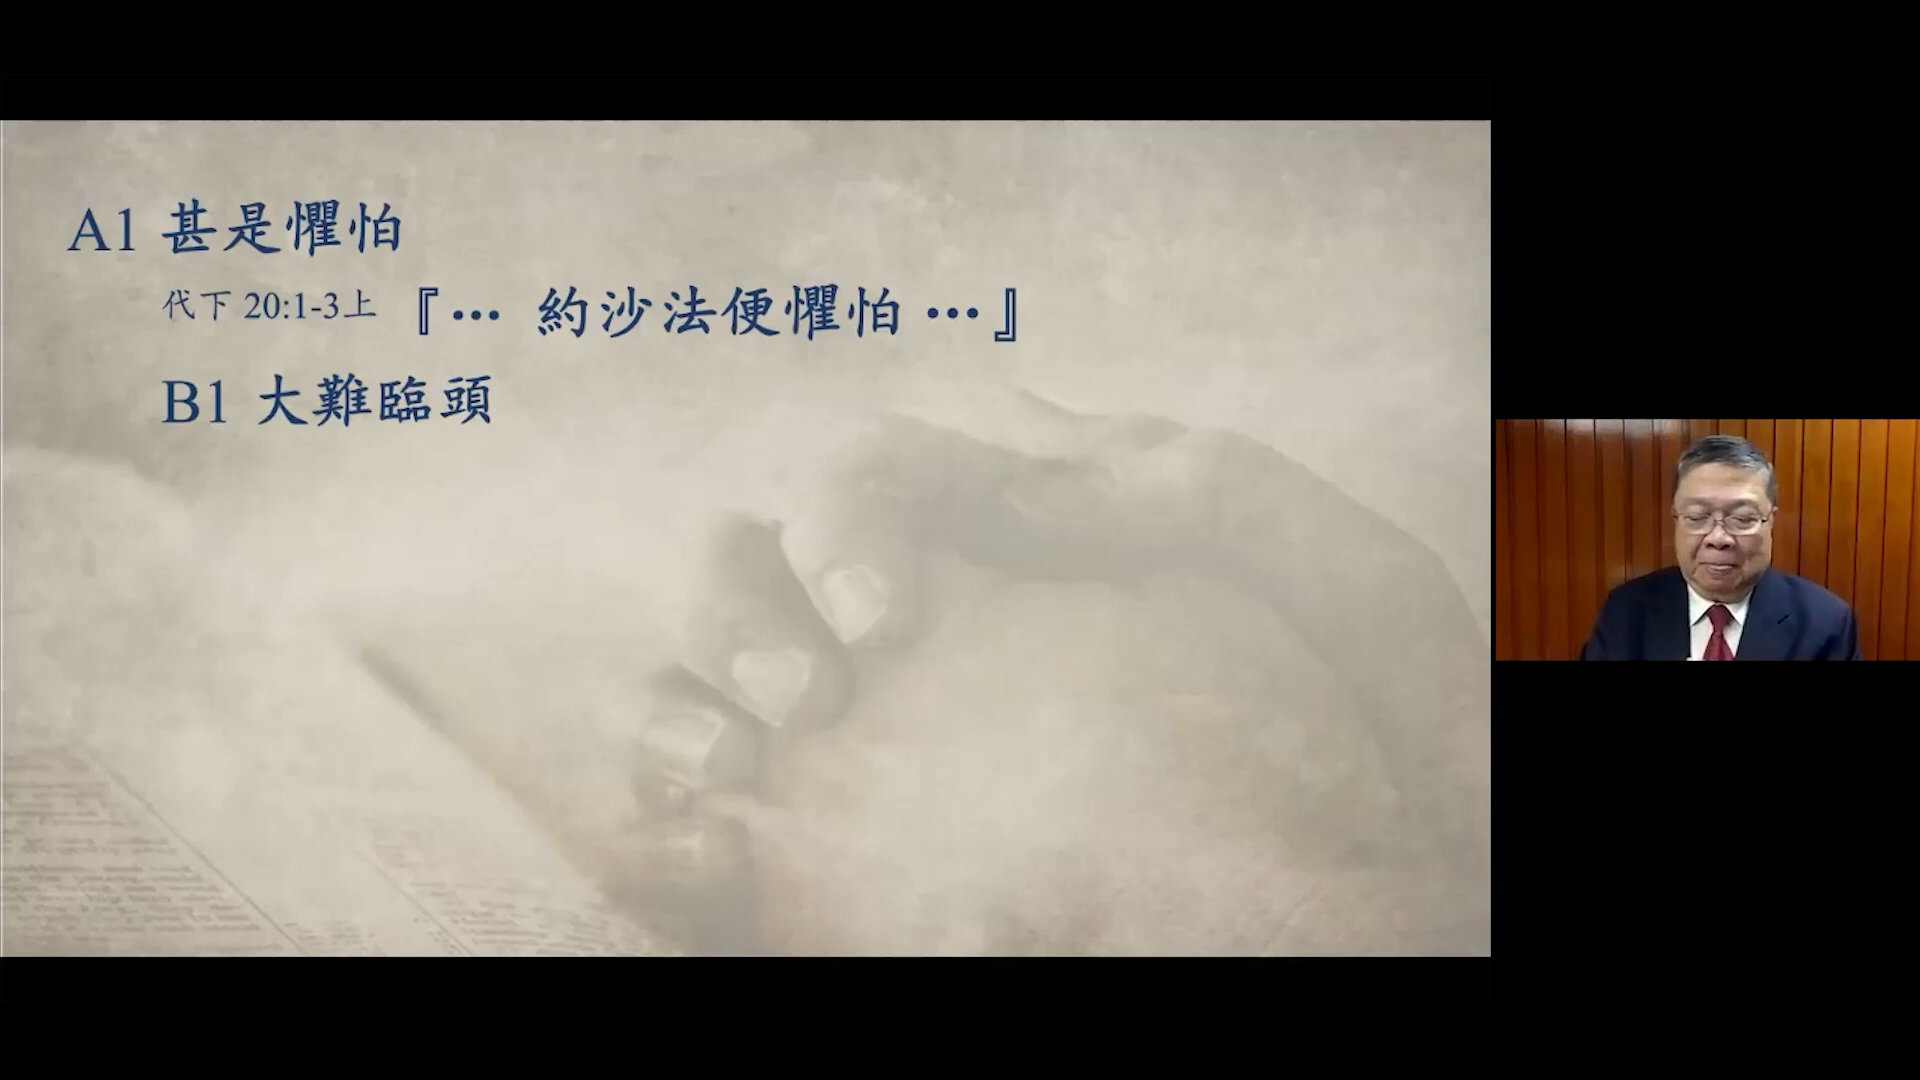 A1 甚是懼怕
代下 20:1-3上 『… 約沙法便懼怕 …』
B1 大難臨頭